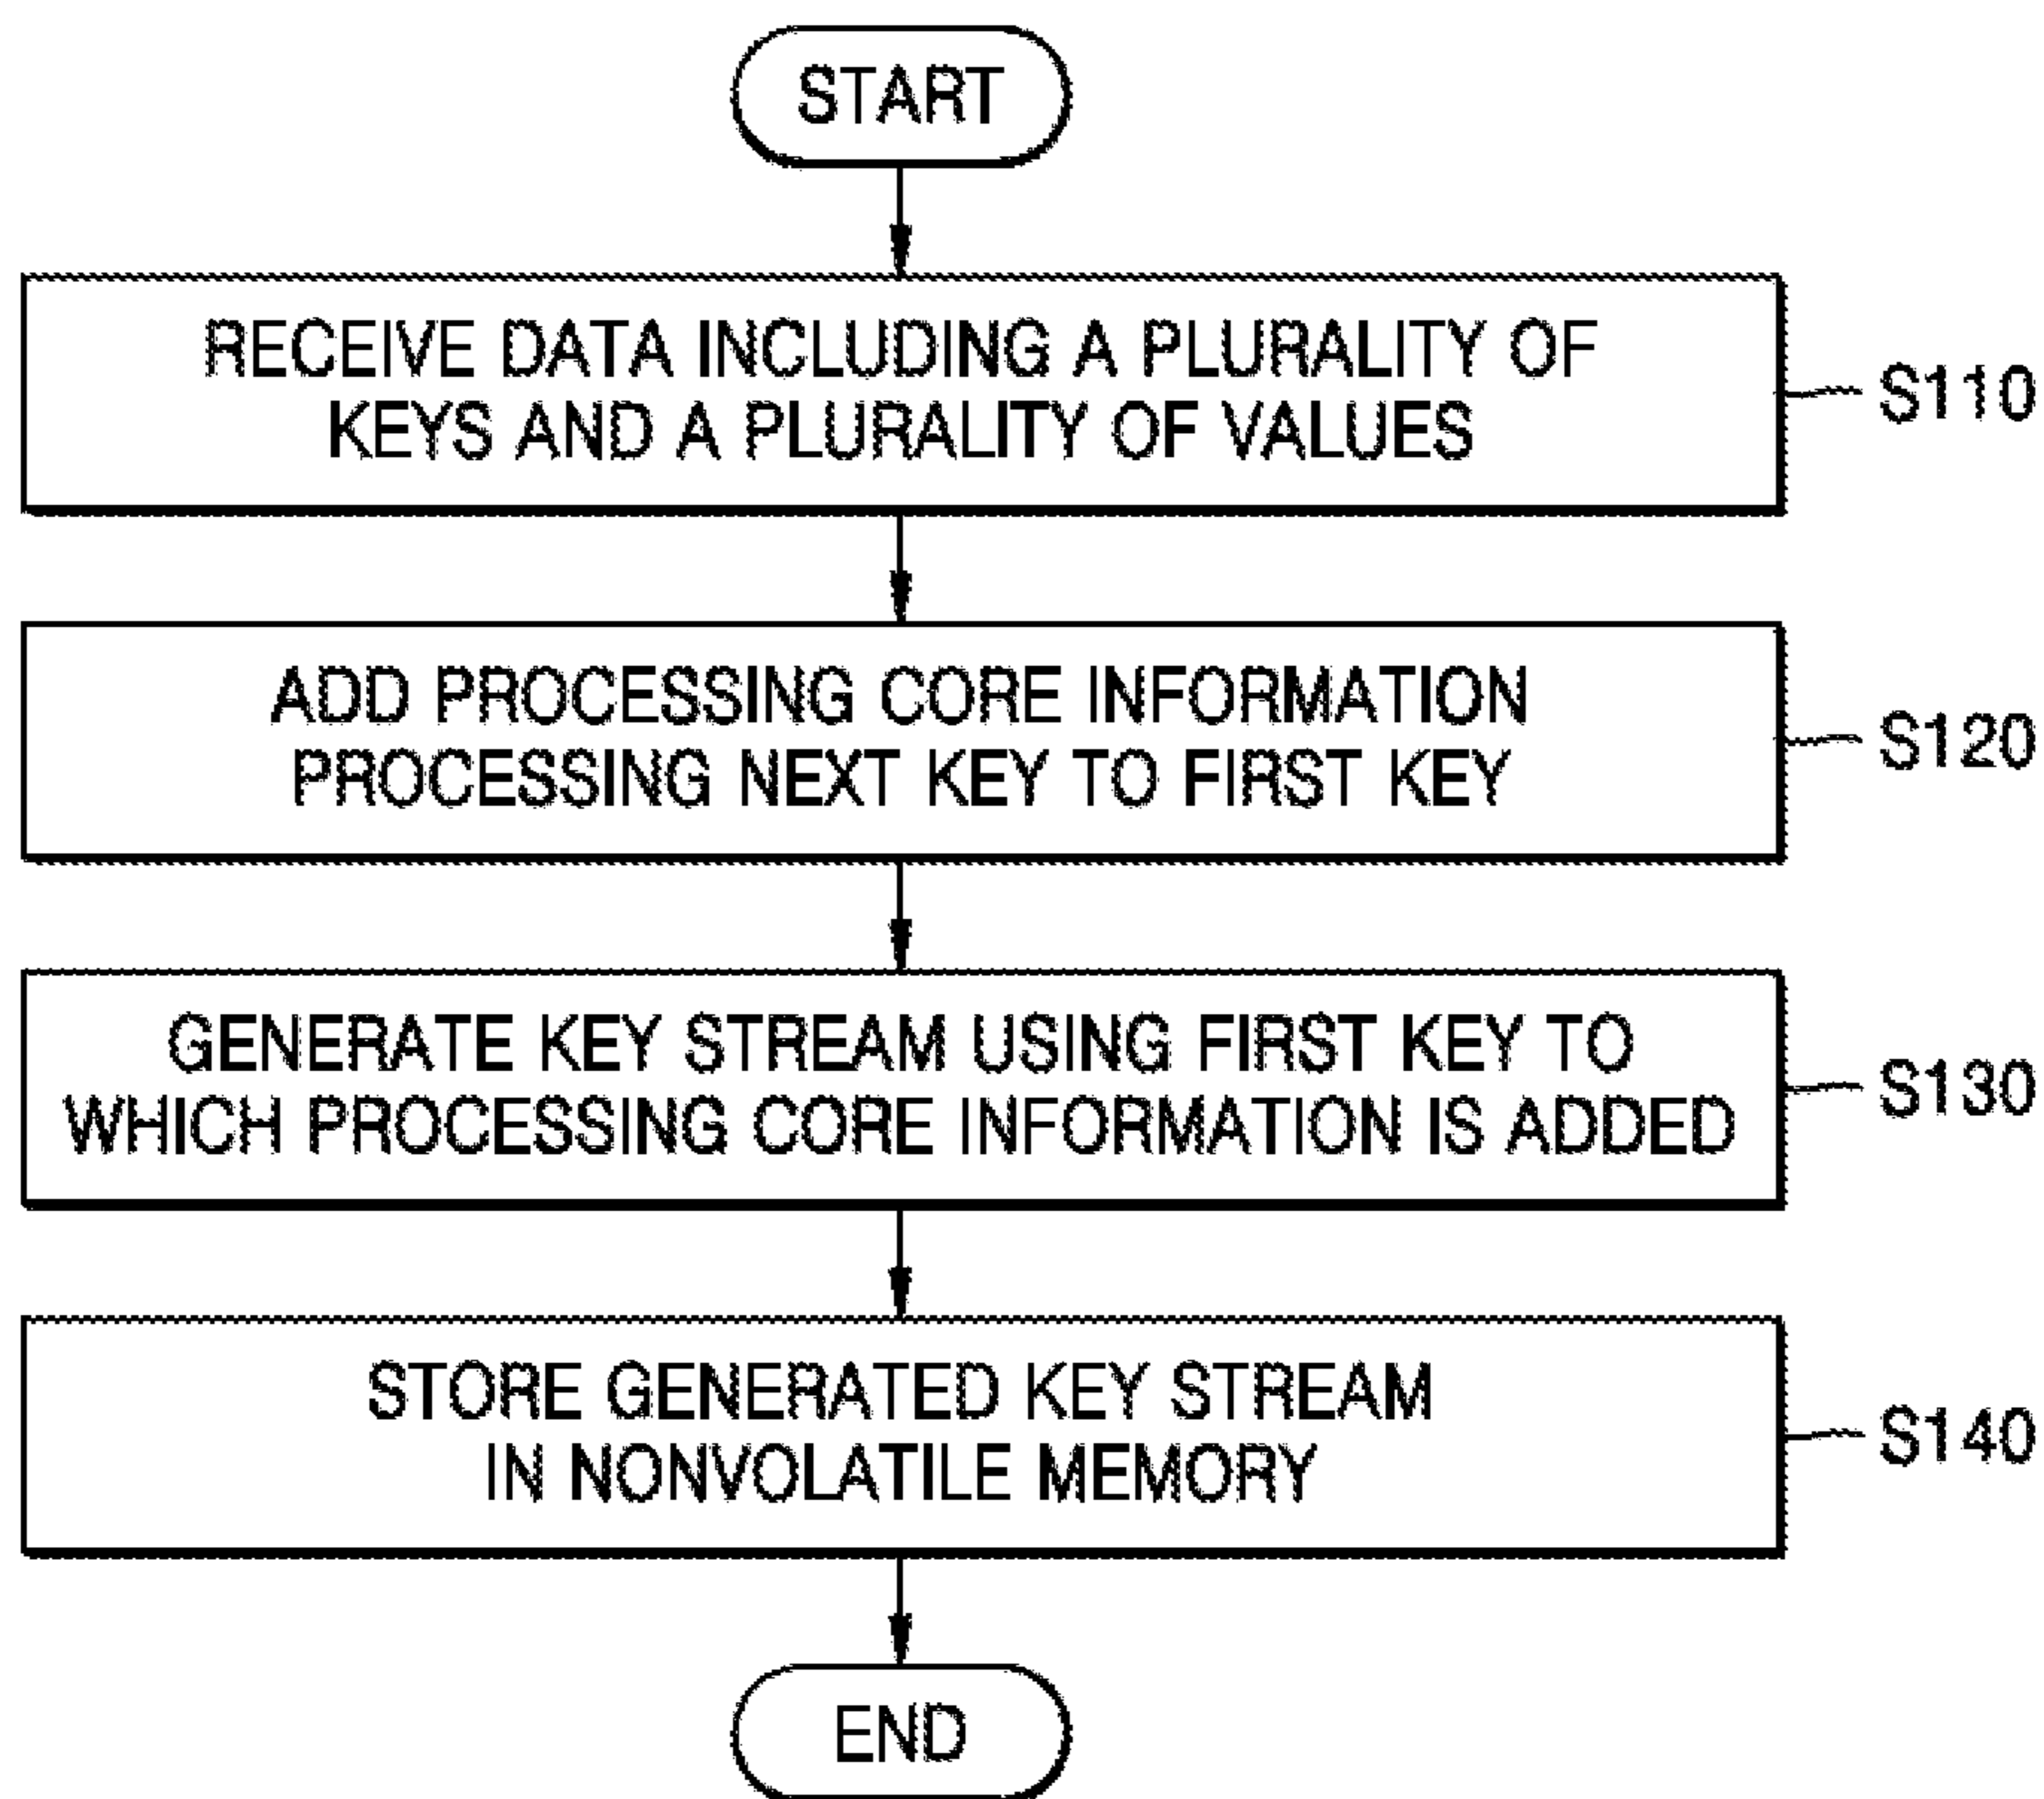 START
RECEIVE DATA INCLUDING A PLURALITY OF
KEYS AND A PLURALITY OF VALUES
S110
ADD PROCESSING CORE INFORMATION
PROCESSING NEXT KEY TO FIRST KEY
S120
GENERATE KEY STREAM USING FIRST KEY TO
WHICH PROCESSING CORE INFORMATION IS ADDED
S130
STORE GENERATED KEY STREAM
IN NONVOLATILE MEMORY
S140
END